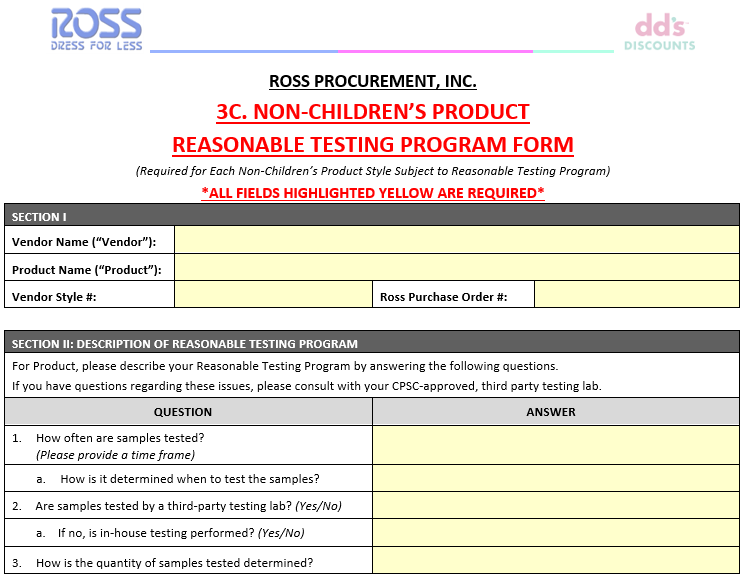 ROSS
DRESS FOR LESS
dd's
DISCOUNTS
ROSS PROCUREMENT, INC.
3C. NON-CHILDREN’S PRODUCT
REASONABLE TESTING PROGRAM FORM
(Required for Each Non-Children’s Product Style Subject to Reasonable Testing Program)
*ALL FIELDS HIGHLIGHTED YELLOW ARE REQUIRED*
SECTION I
Vendor Name (“Vendor”):
Product Name (“Product”):
Vendor Style #: Ross Purchase Order #:
SECTION II: DESCRIPTION OF REASONABLE TESTING PROGRAM
For Product, please describe your Reasonable Testing Program by answering the following questions.
If you have questions regarding these issues, please consult with your CPSC-approved, third party testing lab.
QUESTION ANSWER
1. How often are samples tested?
(Please provide a time frame)
a. How is it determined when to test the samples?
2. Are samples tested by a third-party testing lab? (Yes/No)
a. If no, is in-house testing performed? (Yes/No)
3. How is the quantity of samples tested determined?